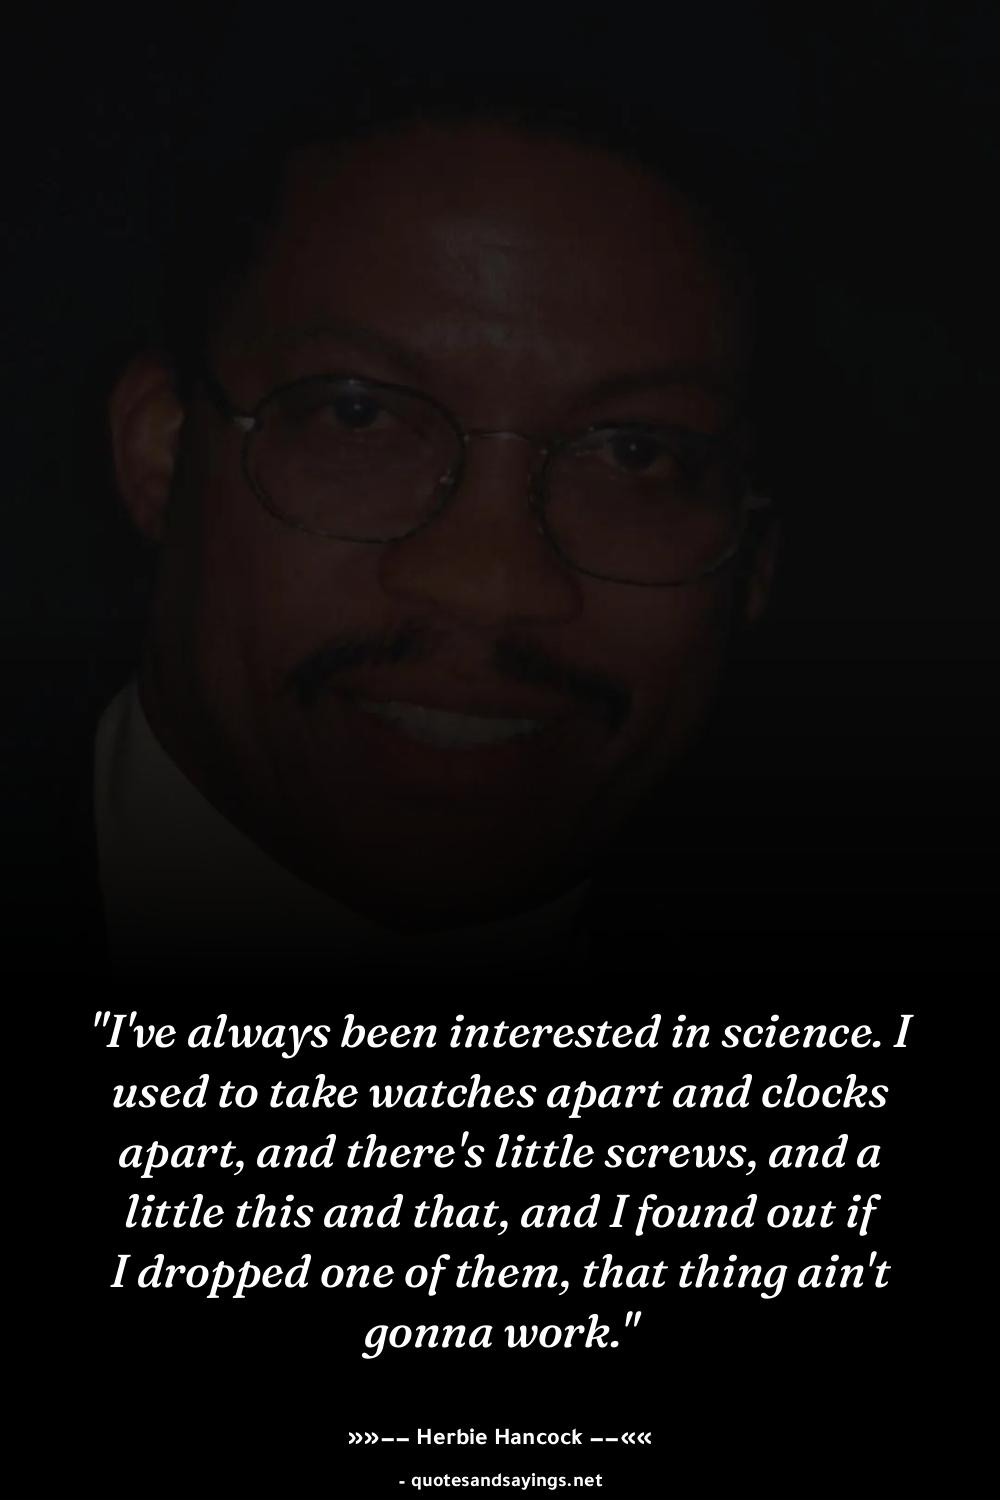 "I've always been interested in science. I
used to take watches apart and clocks
apart, and there's little screws, and a
little this and that, and I found out if
I dropped one of them, that thing ain't
gonna work."
»»−− Herbie Hancock −−««
- quotesandsayings.net